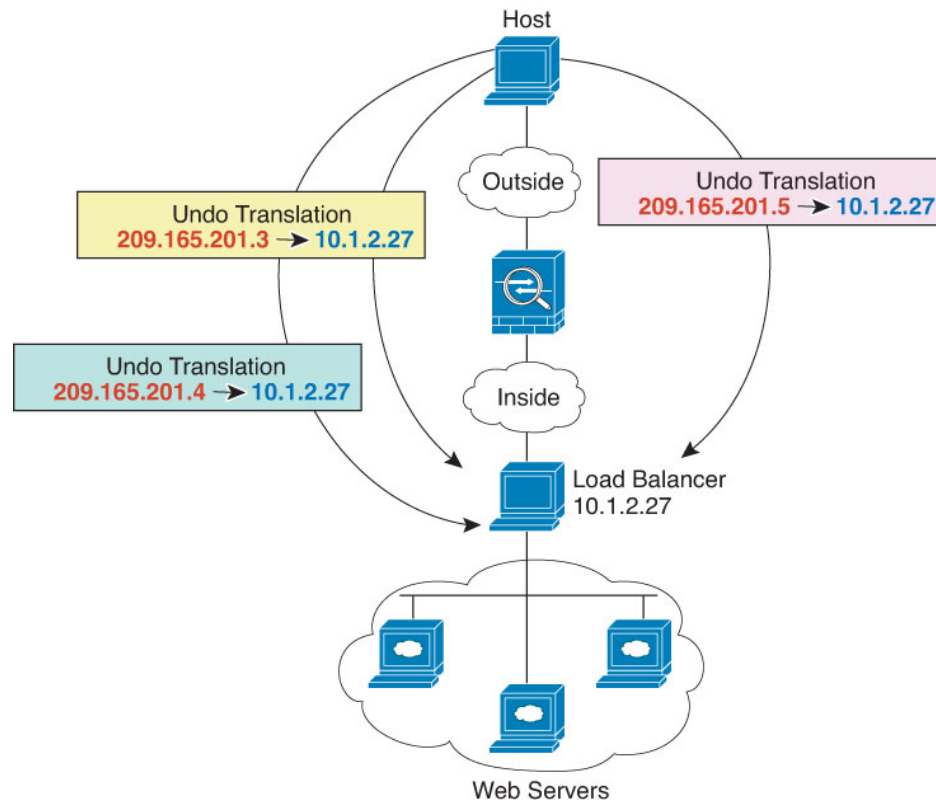 Host
Outside
Undo Translation
209.165.201.5 → 10.1.2.27
Undo Translation
209.165.201.3 → 10.1.2.27
Undo Translation
209.165.201.4 → 10.1.2.27
Inside
Load Balancer
10.1.2.27
Web Servers